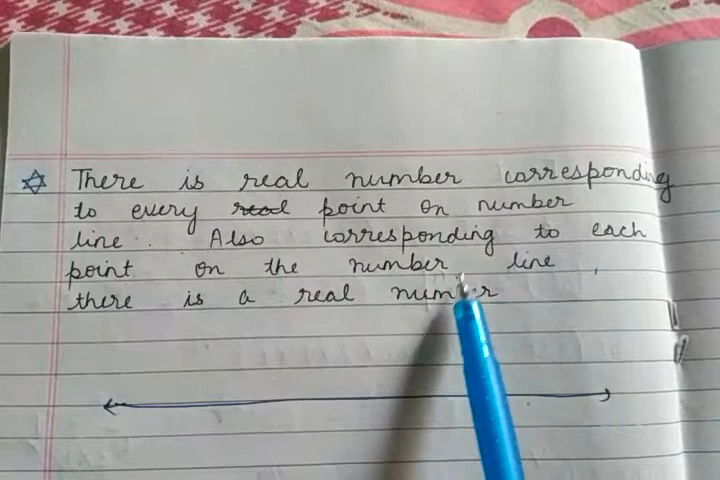 There is real number corresponding
to every real point on number
line. Also corresponding to each
point on the number line,
there is a real number